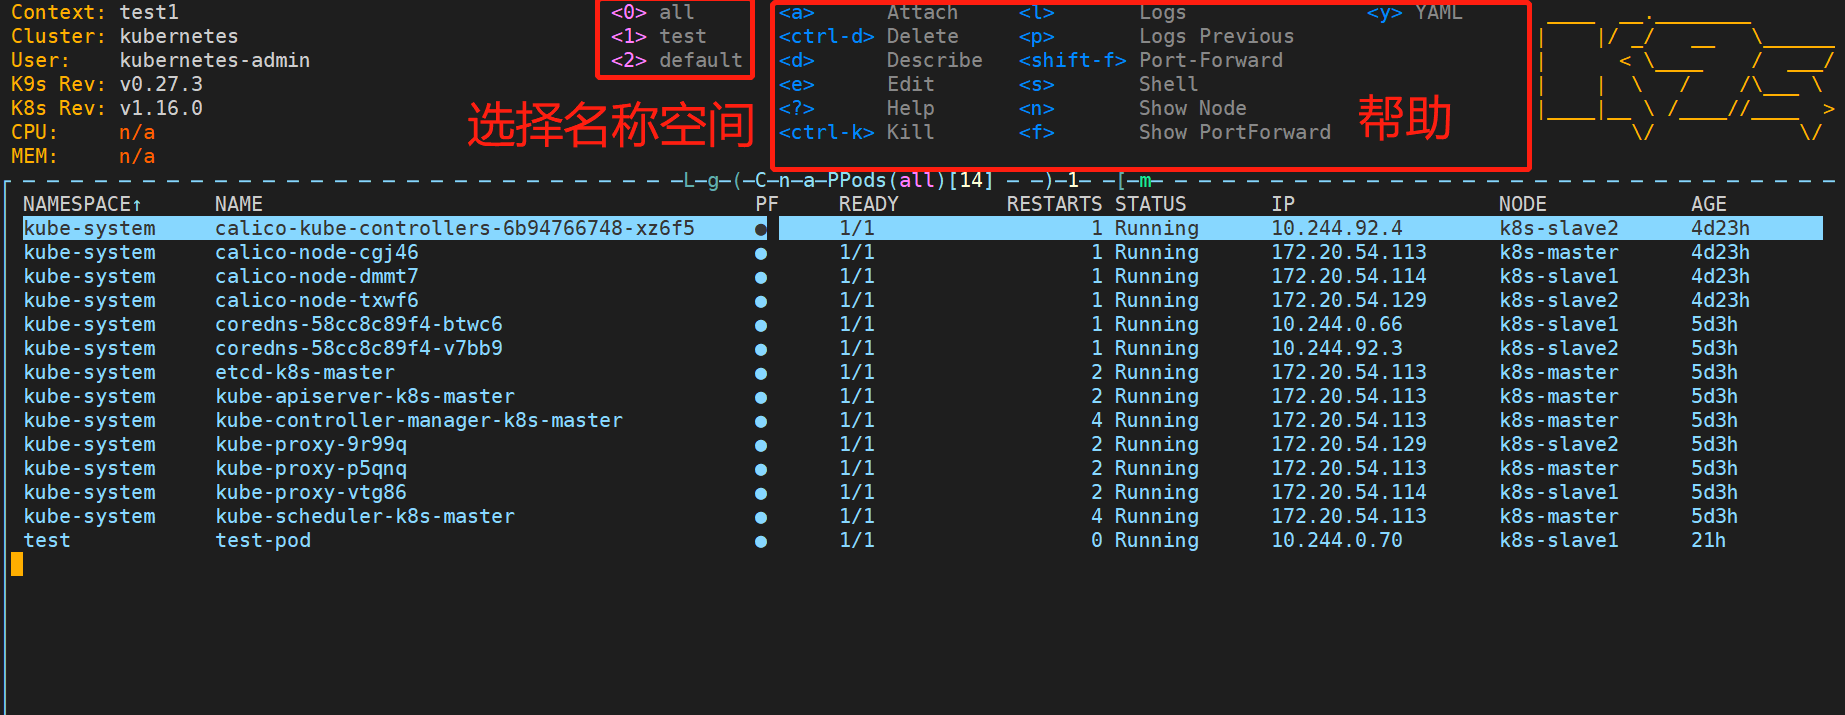 Context: test1 <0> all <a> Attach <l> Logs <y> YAML
Cluster: kubernetes <1> test <ctrl-d> Delete <p> Logs Previous
User: kubernetes-admin <2> default <d> Describe <shift-f> Port-Forward
K9s Rev: v0.27.3 <e> Edit <s> Shell
K8s Rev: v1.16.0 <?> Help <n> Show Node
CPU: n/a <ctrl-k> Kill <f> Show PortForward
MEM: n/a
选择名称空间
帮助
L-g-(-C-n-a-PPods(all)[14] - -)-1- -[-m
NAMESPACE↑ NAME PF READY RESTARTS STATUS IP NODE AGE
kube-system calico-kube-controllers-6b94766748-xz6f5 ● 1/1 1 Running 10.244.92.4 k8s-slave2 4d23h
kube-system calico-node-cgj46 ● 1/1 1 Running 172.20.54.113 k8s-master 4d23h
kube-system calico-node-dmmt7 ● 1/1 1 Running 172.20.54.114 k8s-slave1 4d23h
kube-system calico-node-txwf6 ● 1/1 1 Running 172.20.54.129 k8s-slave2 4d23h
kube-system coredns-58cc8c89f4-btwc6 ● 1/1 1 Running 10.244.0.66 k8s-slave1 5d3h
kube-system coredns-58cc8c89f4-v7bb9 ● 1/1 1 Running 10.244.92.3 k8s-slave2 5d3h
kube-system etcd-k8s-master ● 1/1 2 Running 172.20.54.113 k8s-master 5d3h
kube-system kube-apiserver-k8s-master ● 1/1 2 Running 172.20.54.113 k8s-master 5d3h
kube-system kube-controller-manager-k8s-master ● 1/1 4 Running 172.20.54.113 k8s-master 5d3h
kube-system kube-proxy-9r99q ● 1/1 2 Running 172.20.54.129 k8s-slave2 5d3h
kube-system kube-proxy-p5qnq ● 1/1 2 Running 172.20.54.113 k8s-master 5d3h
kube-system kube-proxy-vtg86 ● 1/1 2 Running 172.20.54.114 k8s-slave1 5d3h
kube-system kube-scheduler-k8s-master ● 1/1 4 Running 172.20.54.113 k8s-master 5d3h
test test-pod ● 1/1 0 Running 10.244.0.70 k8s-slave1 21h